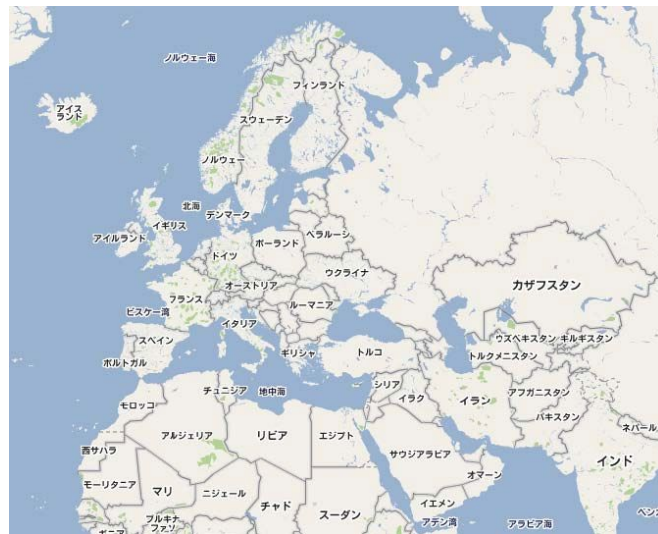 ノルウェー海
フィンランド
アイス
ランド
スウェーデン
ノルウェー
北海
デンマーク
イギリス
アイルランド
ベラルーシ
ポーランド
ドイツ
ウクライナ
オーストリア
カザフスタン
フランス
ルーマニア
ビスケー湾
イタリア
スペイン
ウズベキスタン
キルギスタン
ギリシャ
トルコ
トルクメニスタン
ポルトガル
シリア
チュニジア
地中海
アフガニスタン
イラク
イラン
モロッコ
パキスタン
ネパール
アルジェリア
リビア
エジプト
西サハラ
サウジアラビア
インド
オマーン
モーリタニア
マリ
ニジェール
チャド
イエメン
スーダン
ブルキナ
ファソ
アデン湾
アラビア海
ギニア